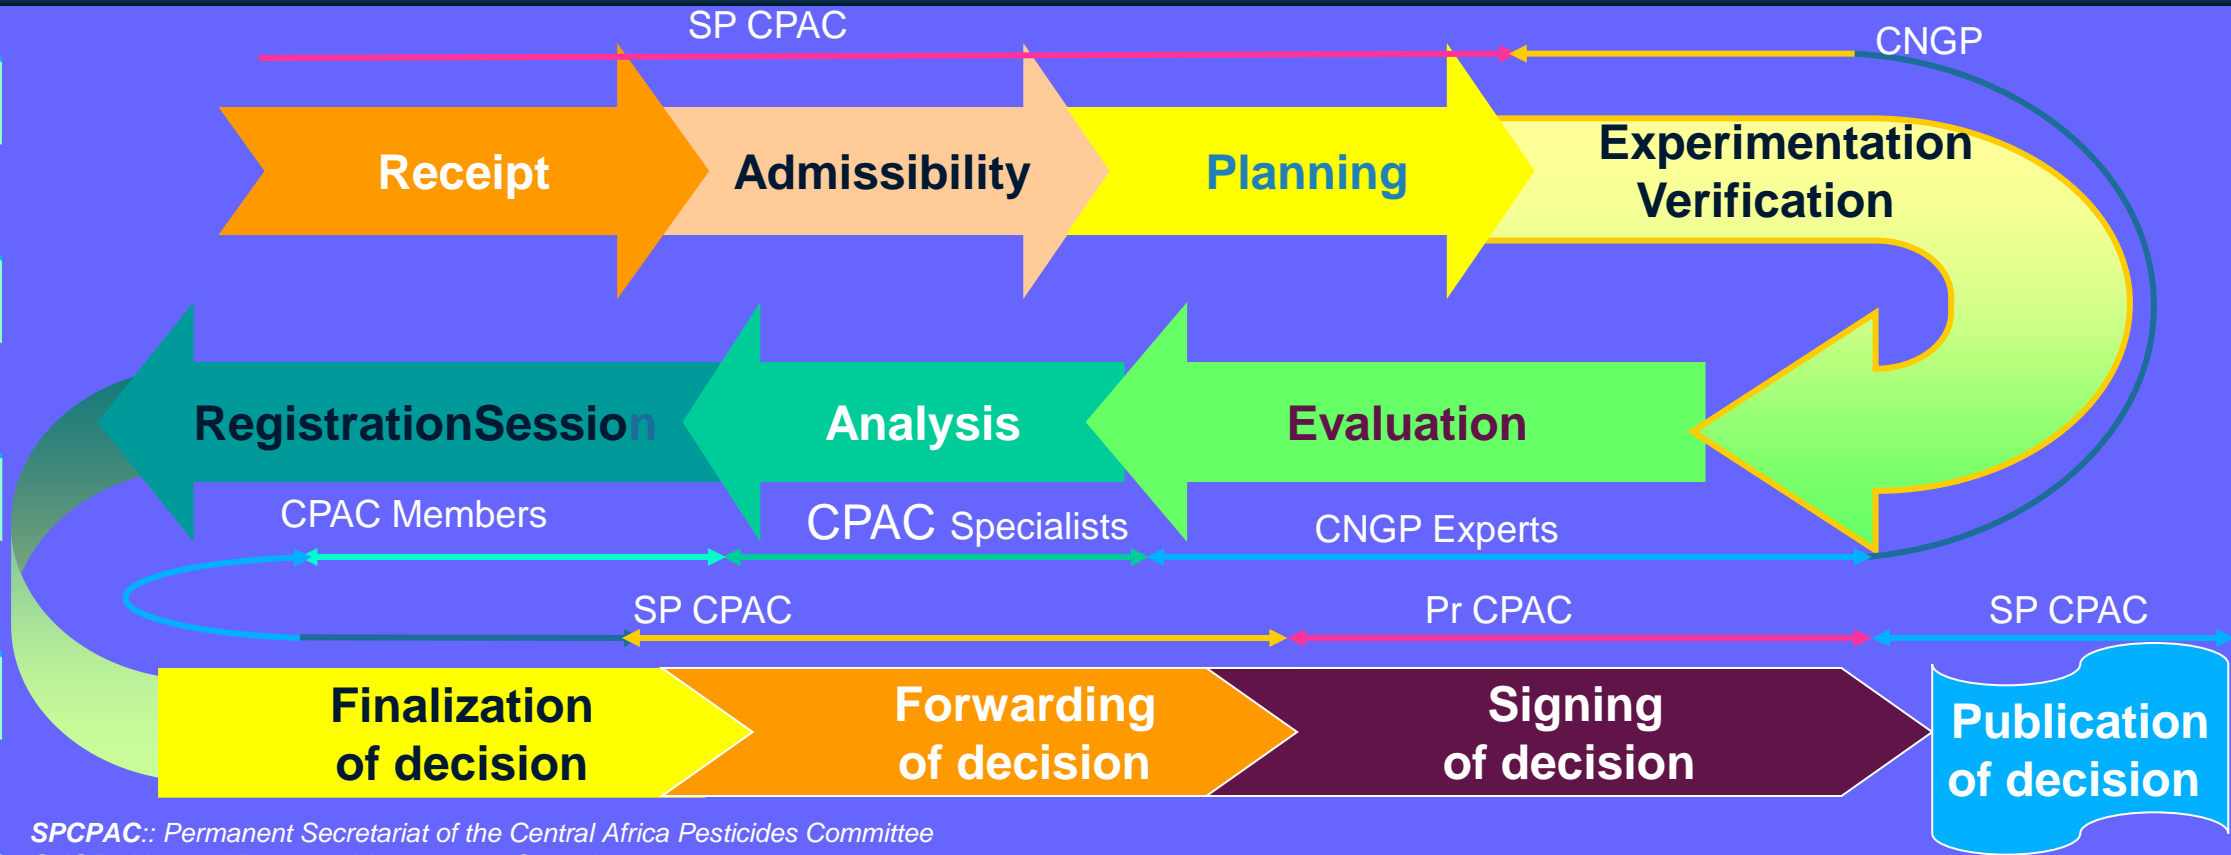 SP CPAC
CNGP
Receipt
Admissibility
Planning
Experimentation
Verification
RegistrationSession
Analysis
Evaluation
CPAC Members
CPAC Specialists
CNGP Experts
SP CPAC
Pr CPAC
SP CPAC
Finalization
of decision
Forwarding
of decision
Signing
of decision
Publication
of decision
SPCPAC:: Permanent Secretariat of the Central Africa Pesticides Committee